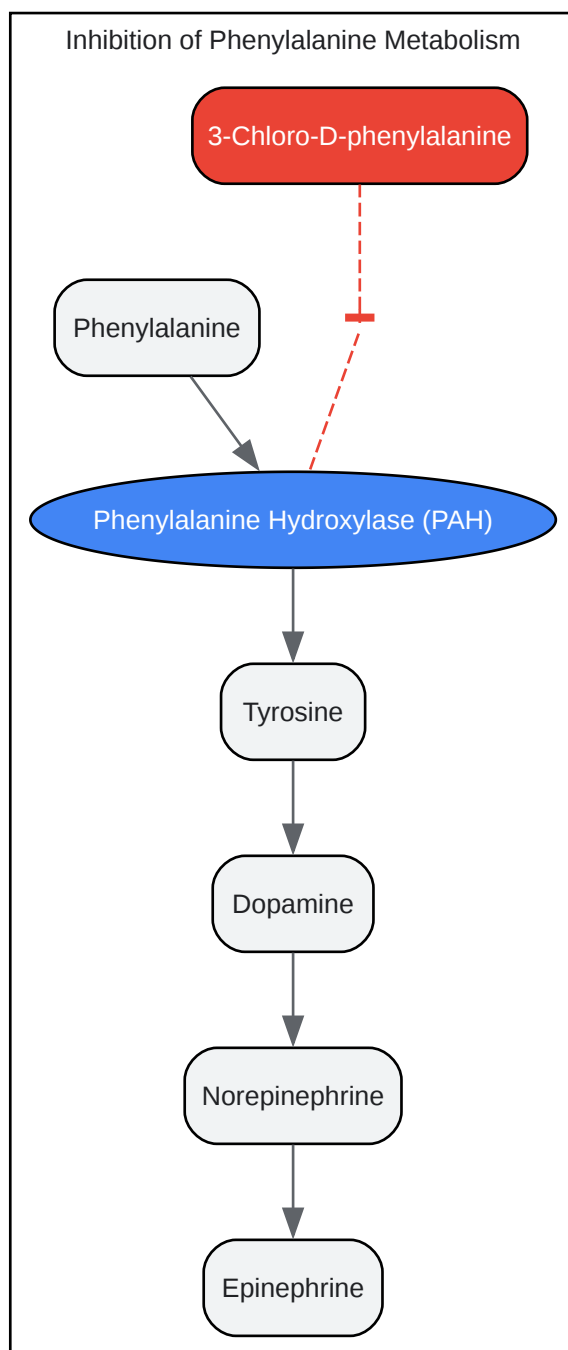 Inhibition of Phenylalanine Metabolism
3-Chloro-D-phenylalanine
Phenylalanine
Phenylalanine Hydroxylase (PAH)
Tyrosine
Dopamine
Norepinephrine
Epinephrine